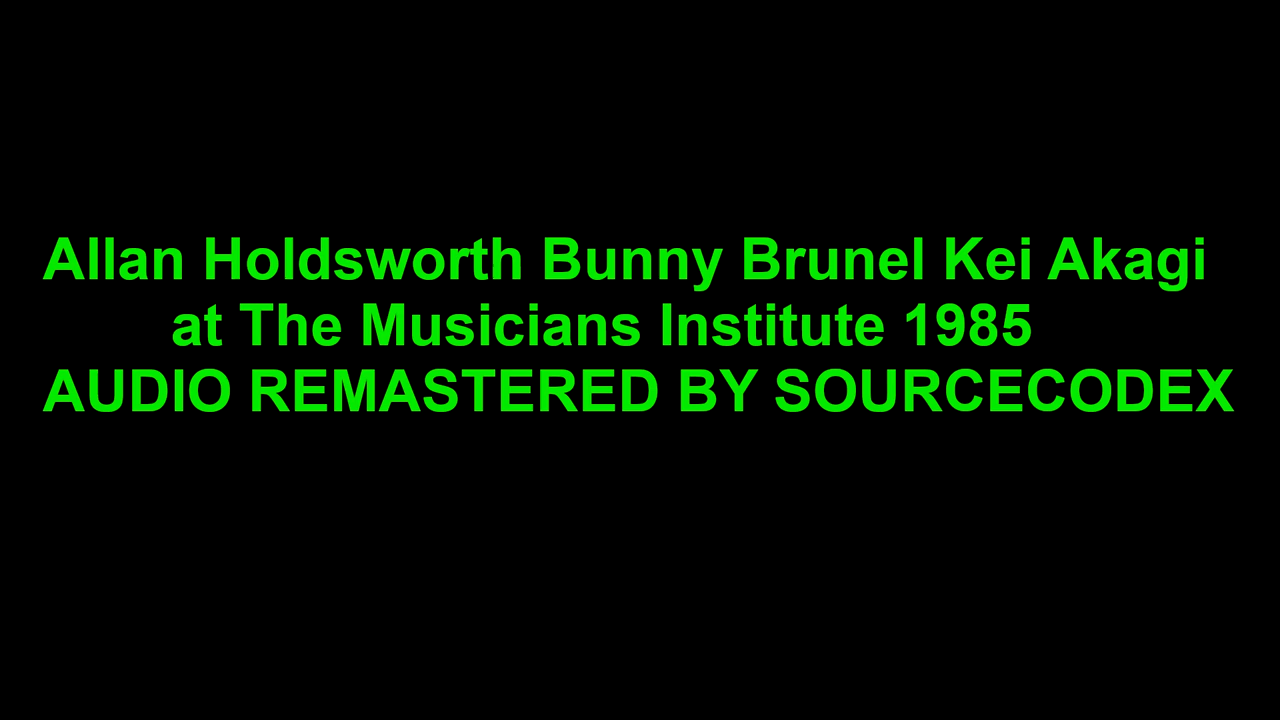 Allan Holdsworth Bunny Brunel Kei Akagi
at The Musicians Institute 1985
AUDIO REMASTERED BY SOURCECODEX